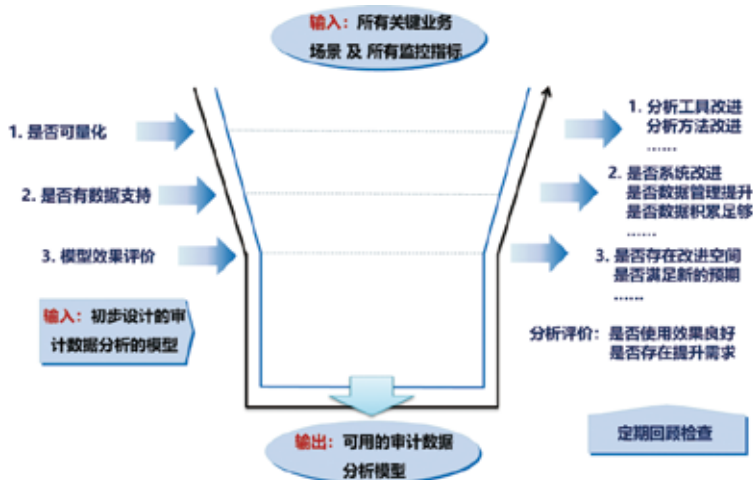 输入：所有关键业务
场景 及 所有监控指标
1. 是否可量化
2. 是否有数据支持
3. 模型效果评价
输入：初步设计的审
计数据分析的模型
1. 分析工具改进
分析方法改进
……
2. 是否系统改进
是否数据管理提升
是否数据积累足够
……
3. 是否存在改进空间
是否满足新的预期
……
分析评价：是否使用效果良好
是否存在提升需求
输出：可用的审计数据
分析模型
定期回顾检查